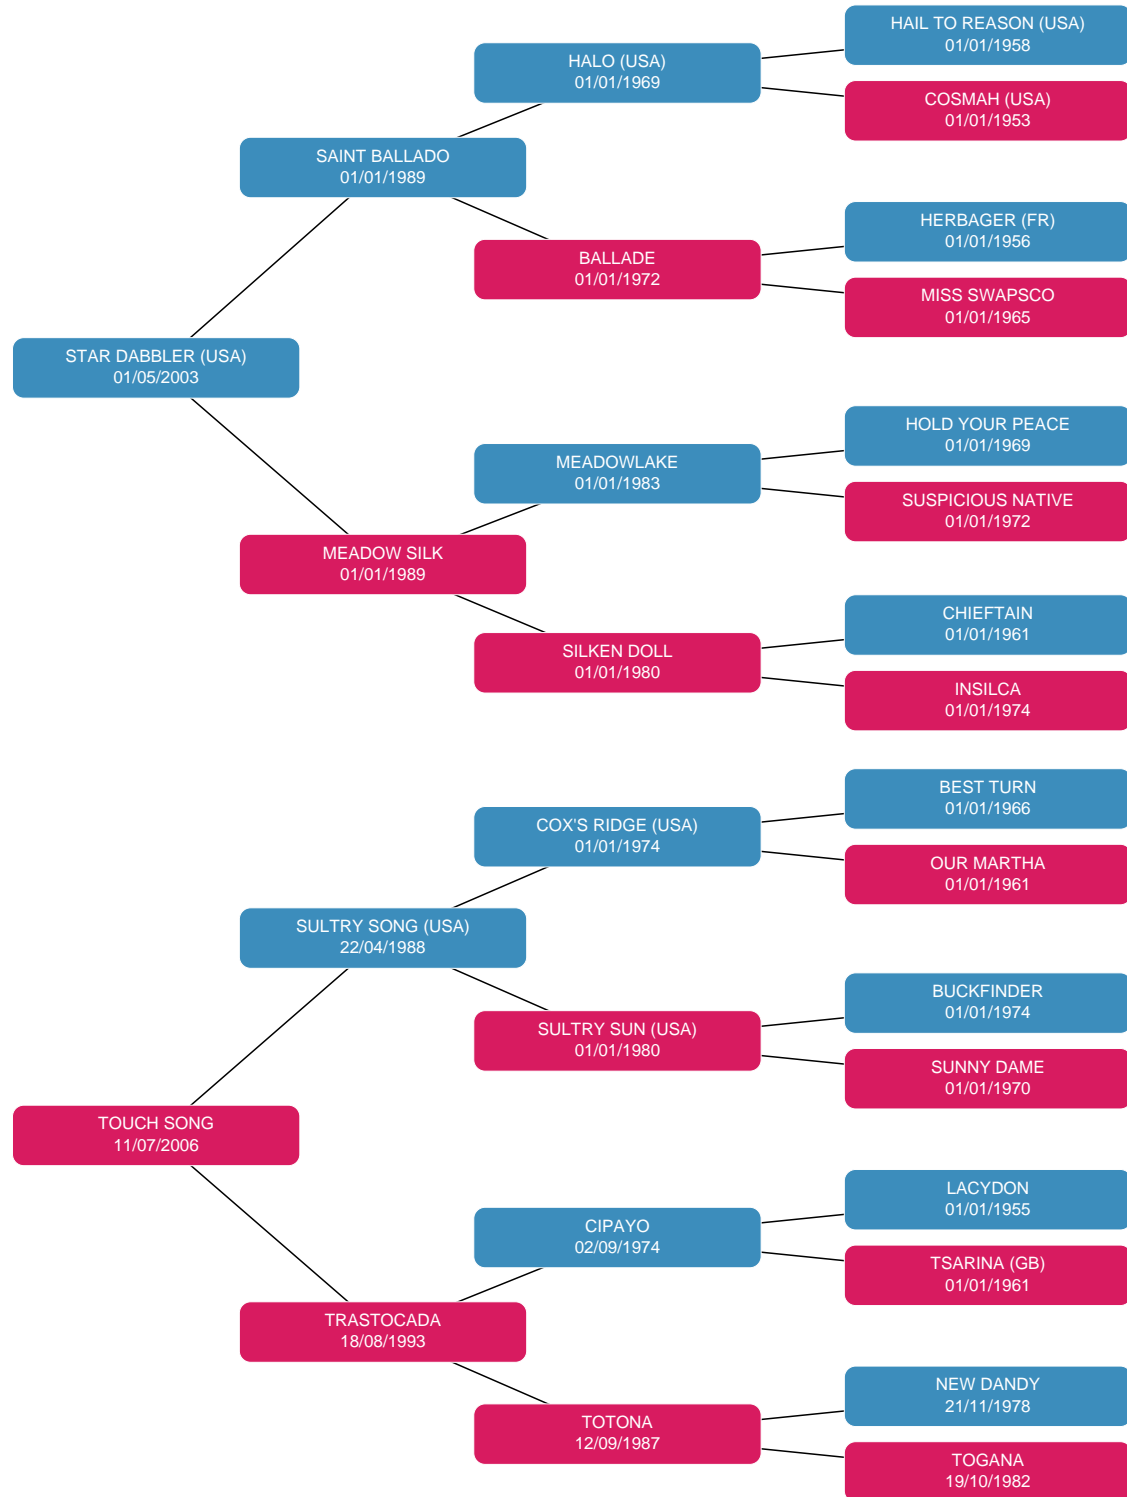 HAIL TO REASON (USA)
01/01/1958
HALO (USA)
01/01/1969
COSMAH (USA)
01/01/1953
SAINT BALLADO
01/01/1989
HERBAGER (FR)
01/01/1956
BALLADE
01/01/1972
MISS SWAPSCO
01/01/1965
STAR DABBLER (USA)
01/05/2003
HOLD YOUR PEACE
01/01/1969
MEADOWLAKE
01/01/1983
SUSPICIOUS NATIVE
01/01/1972
MEADOW SILK
01/01/1989
CHIEFTAIN
01/01/1961
SILKEN DOLL
01/01/1980
INSILCA
01/01/1974
BEST TURN
01/01/1966
COX'S RIDGE (USA)
01/01/1974
OUR MARTHA
01/01/1961
SULTRY SONG (USA)
22/04/1988
BUCKFINDER
01/01/1974
SULTRY SUN (USA)
01/01/1980
SUNNY DAME
01/01/1970
TOUCH SONG
11/07/2006
LACYDON
01/01/1955
CIPAYO
02/09/1974
TSARINA (GB)
01/01/1961
TRASTOCADA
18/08/1993
NEW DANDY
21/11/1978
TOTONA
12/09/1987
TOGANA
19/10/1982